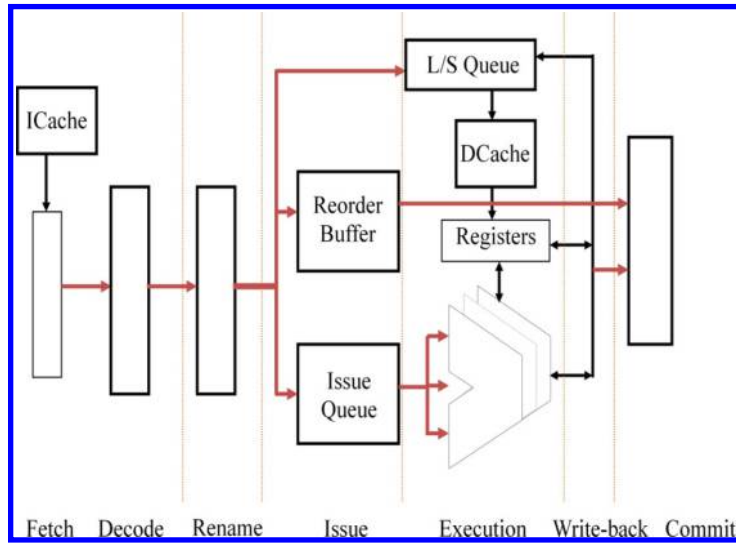 L/S Queue
ICache
DCache
Reorder
Buffer
Registers
Issue
Queue
Fetch Decode Rename Issue Execution Write-back Commit